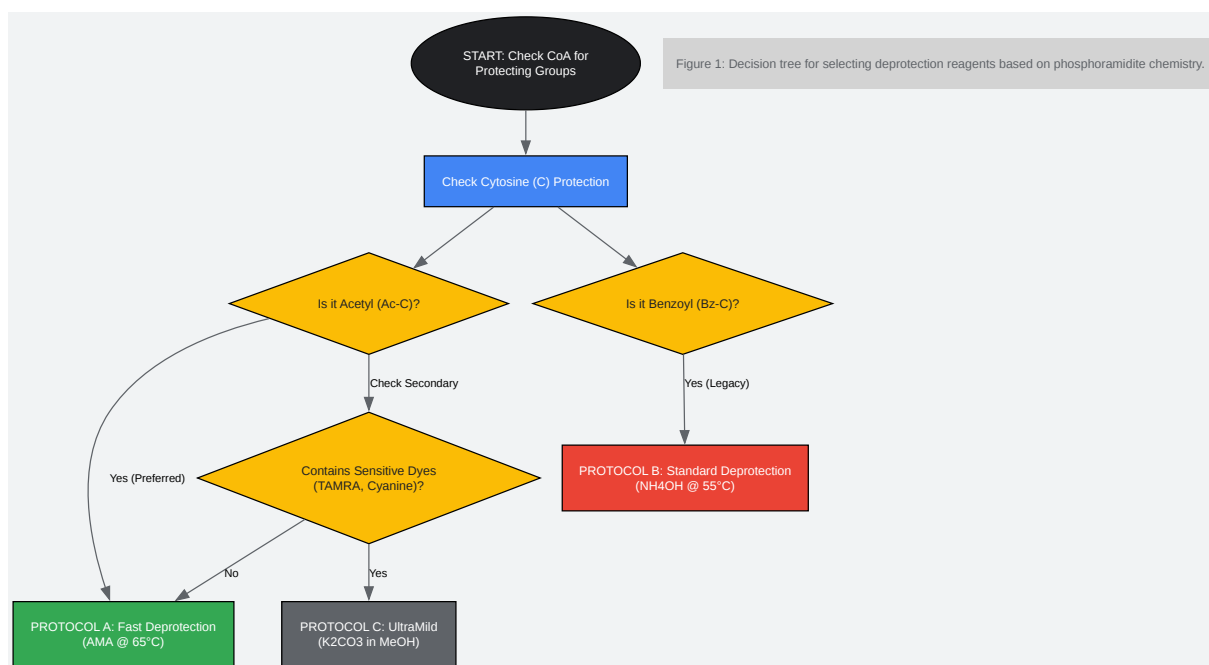 START: Check CoA for
Protecting Groups
Figure 1: Decision tree for selecting deprotection reagents based on phosphoramidite chemistry.
Check Cytosine (C) Protection
Is it Acetyl (Ac-C)?
Is it Benzoyl (Bz-C)?
Check Secondary
Yes (Legacy)
Contains Sensitive Dyes
(TAMRA, Cyanine)?
PROTOCOL B: Standard Deprotection
(NH4OH @ 55°C)
Yes (Preferred)
No
Yes
PROTOCOL A: Fast Deprotection
(AMA @ 65°C)
PROTOCOL C: UltraMild
(K2CO3 in MeOH)